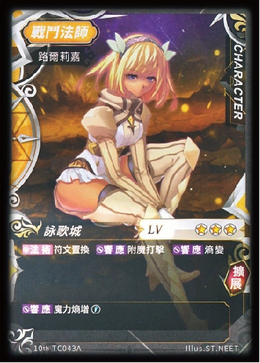 戰鬥法師
路爾莉嘉
CHARACTER
詠歌城
LV
法術 符文置換 響應 附魔打擊 響應 熵變
擴展
響應 魔力熵增
10th TC043A
Illus.ST.NEET